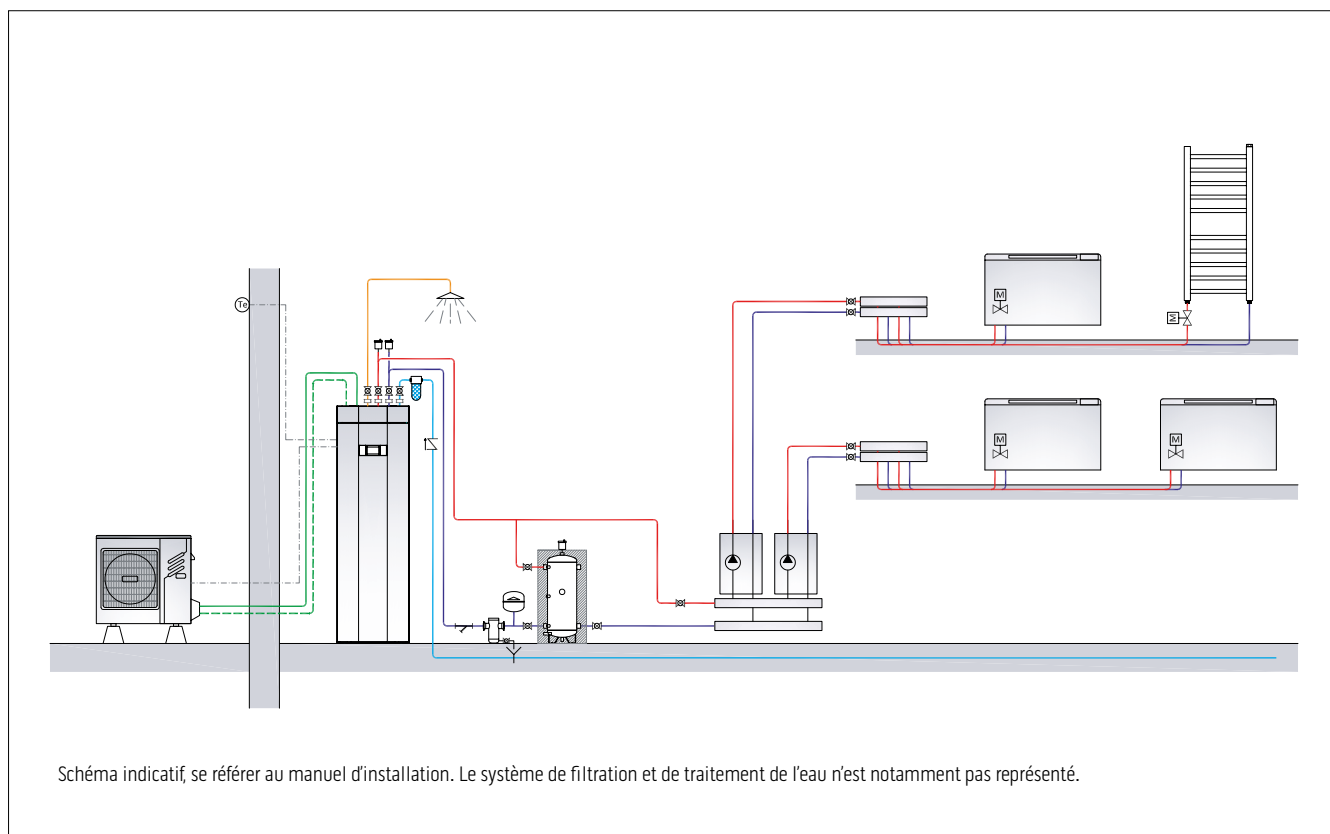 Te
M
M
M
M
Schéma indicatif, se référer au manuel d'installation. Le système de filtration et de traitement de l'eau n'est notamment pas représenté.